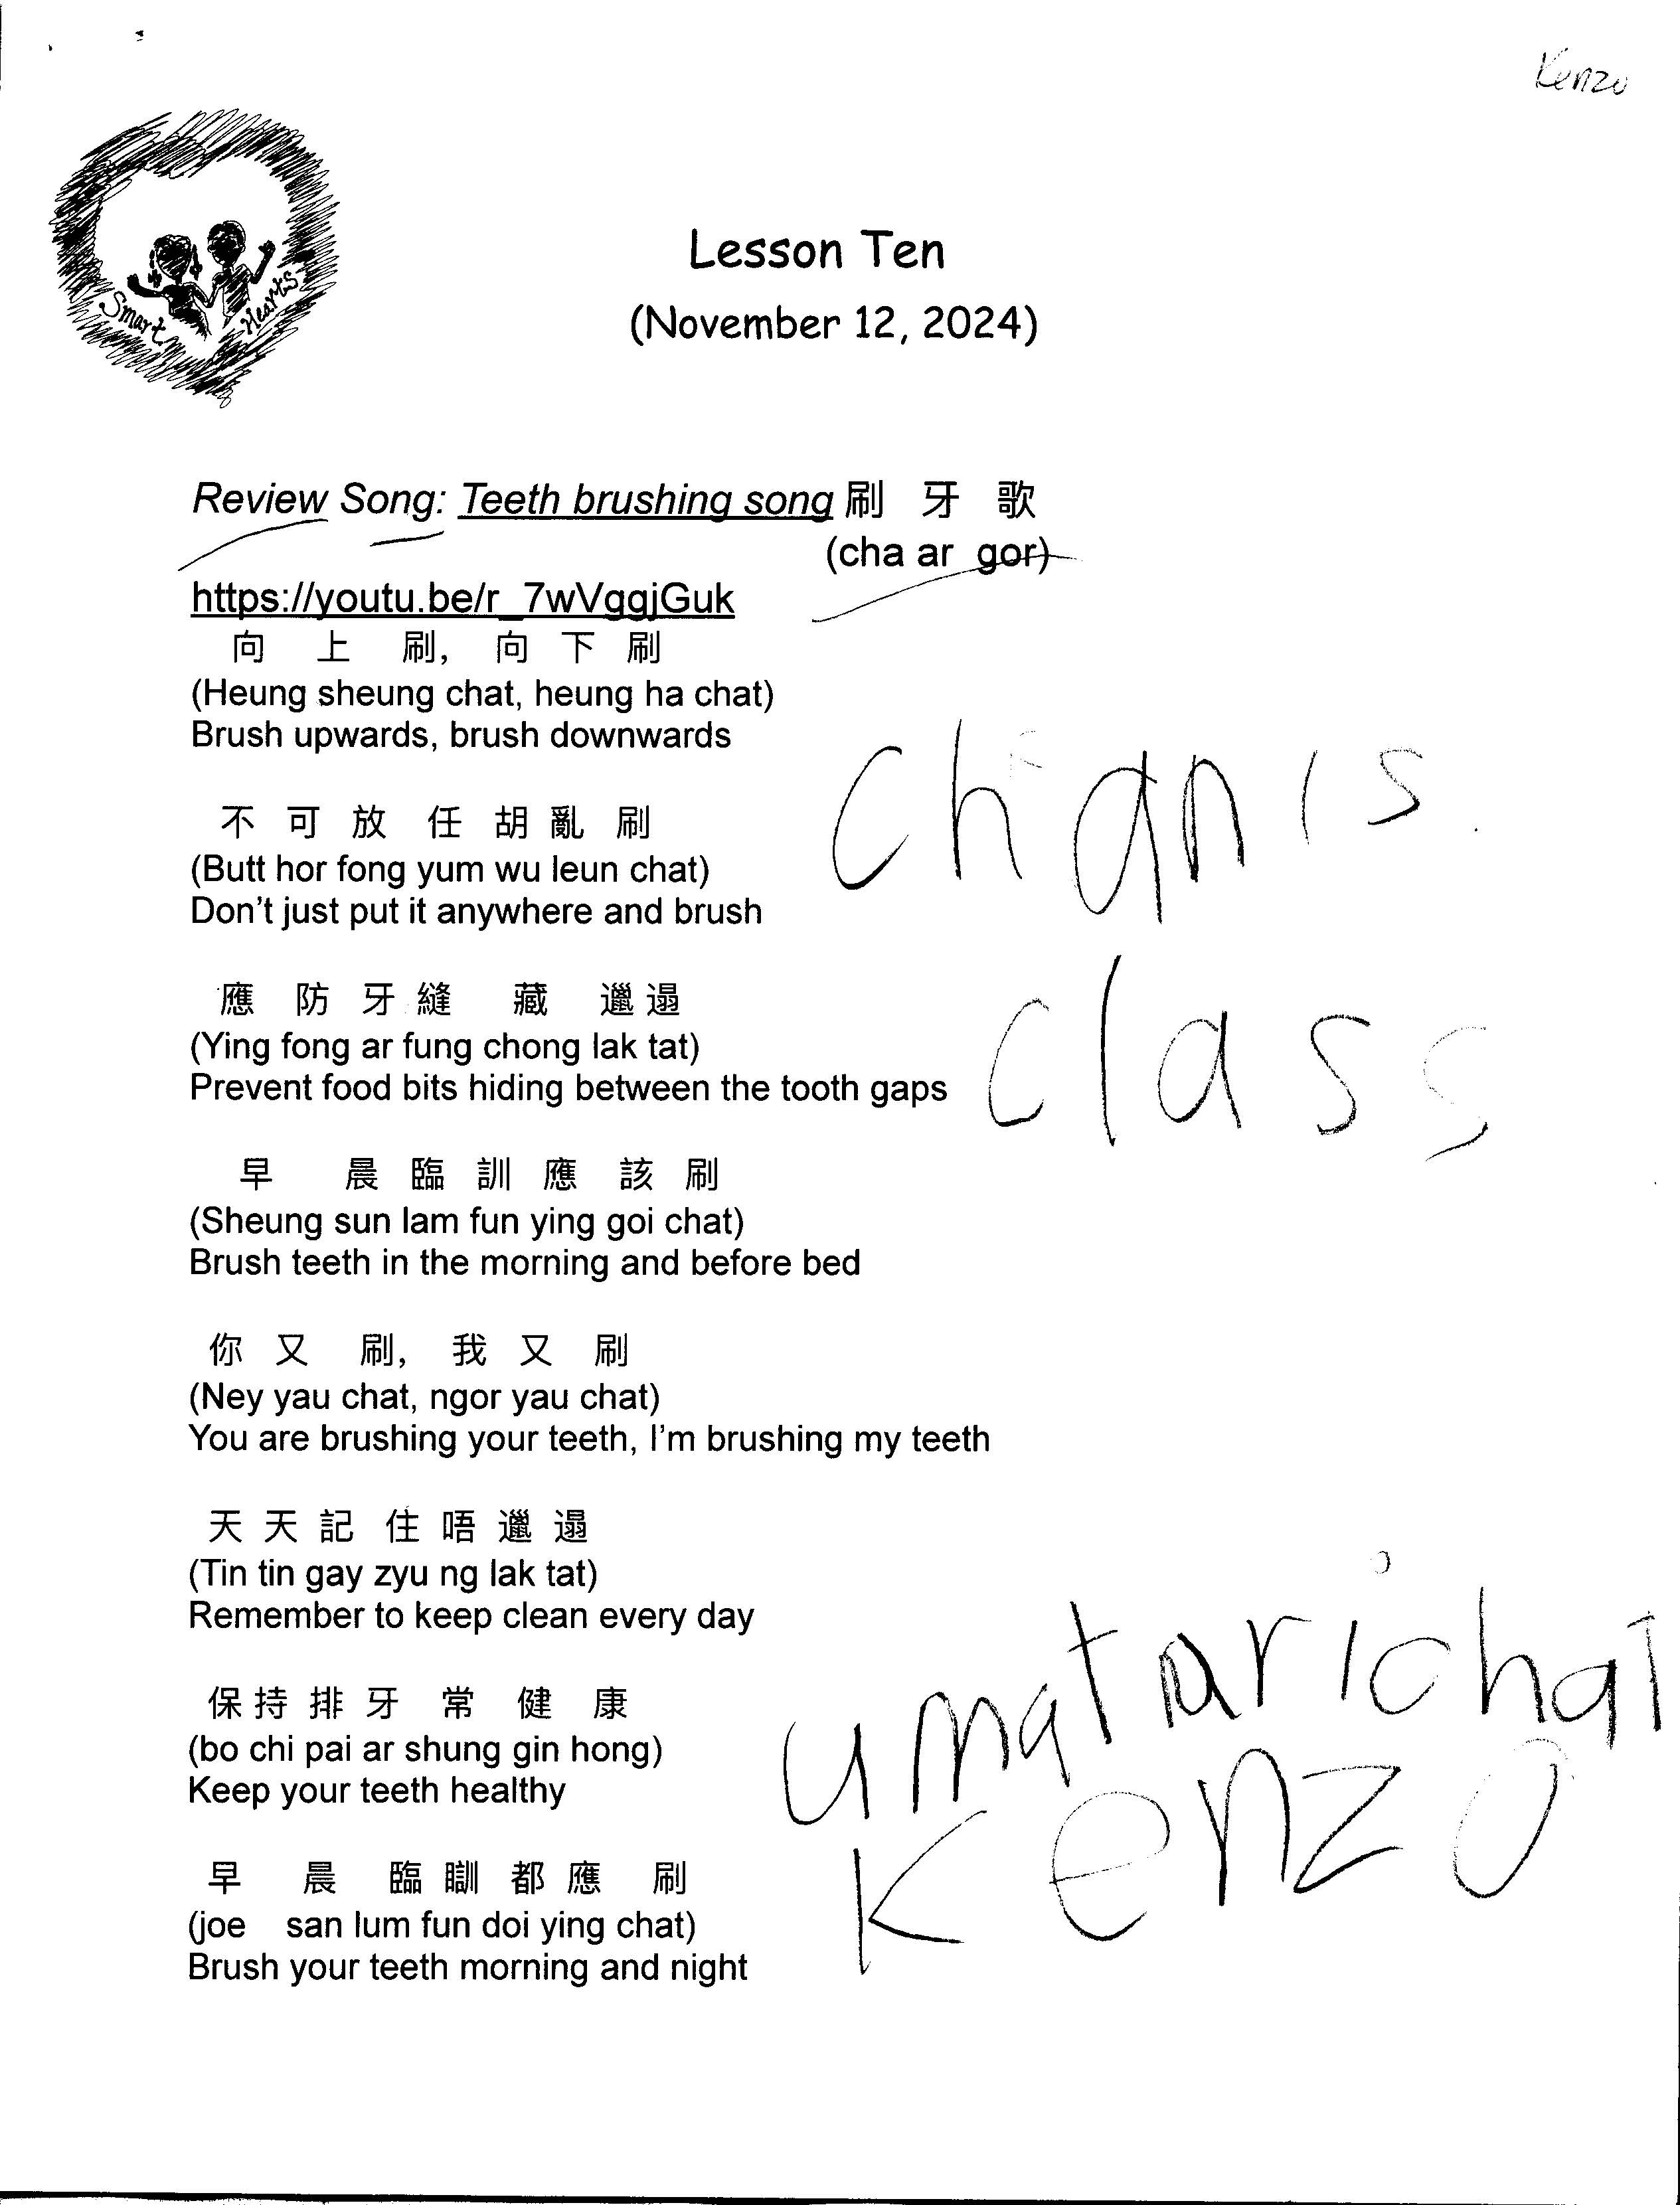 Kenzo
Smart Hearts
Lesson Ten
(November 12, 2024)
Review Song: Teeth brushing song 刷 牙 歌
(cha ar gor)
https://youtu.be/r_7wVggjGuk
向 上 刷, 向 下 刷
(Heung sheung chat, heung ha chat)
Brush upwards, brush downwards
不 可 放 任 胡 亂 刷
(Butt hor fong yum wu leun chat)
Don't just put it anywhere and brush
chanis
應 防 牙 縫 藏 邋 遢
(Ying fong ar fung chong lak tat)
Prevent food bits hiding between the tooth gaps
class
早 晨 臨 訓 應 該 刷
(Sheung sun lam fun ying goi chat)
Brush teeth in the morning and before bed
你 又 刷, 我 又 刷
(Ney yau chat, ngor yau chat)
You are brushing your teeth, I'm brushing my teeth
天 天 記 住 唔 邋 遢
(Tin tin gay zyu ng lak tat)
Remember to keep clean every day
保 持 排 牙 常 健 康
(bo chi pai ar shung gin hong)
Keep your teeth healthy
Kenzo
早 晨 臨 瞓 都 應 刷
(joe san lum fun doi ying chat)
Brush your teeth morning and night